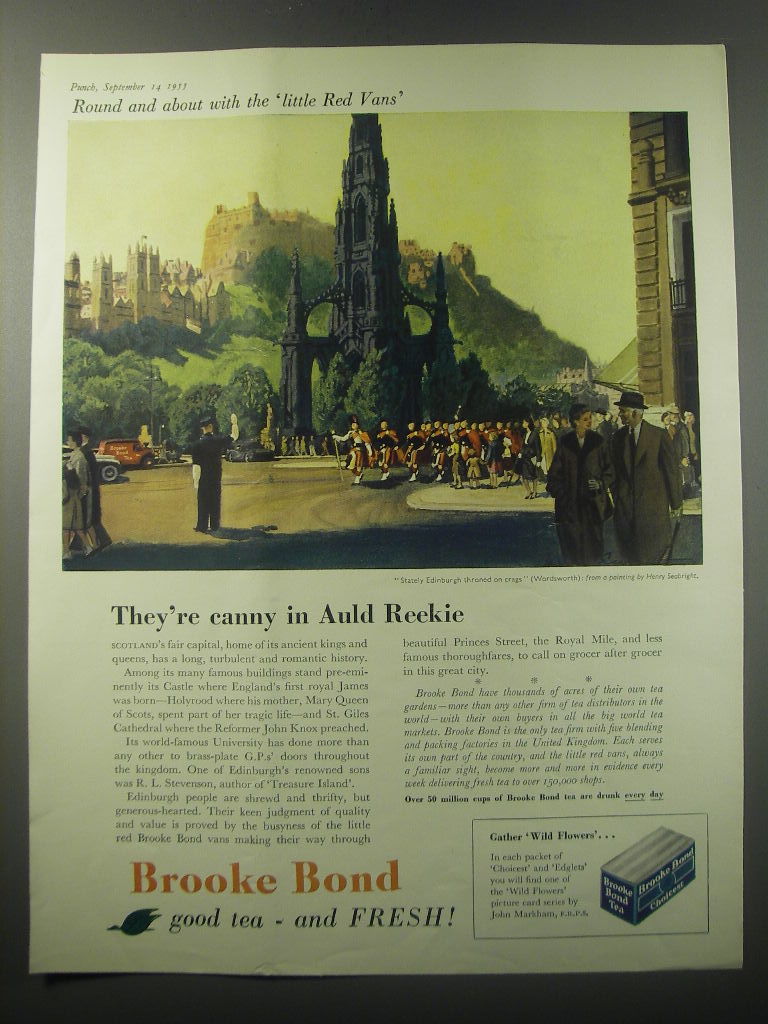 Punch, September 14 1955
Round and about with the 'little Red Vans'
Brooke
Bond
Tea
"Stately Edinburgh throned on crags" (Wordsworth): from a painting by Henry Seabright.
They're canny in Auld Reekie
SCOTLAND's fair capital, home of its ancient kings and
queens, has a long, turbulent and romantic history.
Among its many famous buildings stand pre-emi-
nently its Castle where England's first royal James
was born—Holyrood where his mother, Mary Queen
of Scots, spent part of her tragic life—and St. Giles
Cathedral where the Reformer John Knox preached.
Its world-famous University has done more than
any other to brass-plate G.P.s' doors throughout
the kingdom. One of Edinburgh's renowned sons
was R. L. Stevenson, author of 'Treasure Island'.
Edinburgh people are shrewd and thrifty, but
generous-hearted. Their keen judgment of quality
and value is proved by the busyness of the little
red Brooke Bond vans making their way through
beautiful Princes Street, the Royal Mile, and less
famous thoroughfares, to call on grocer after grocer
in this great city.
* * *
Brooke Bond have thousands of acres of their own tea
gardens—more than any other firm of tea distributors in the
world—with their own buyers in all the big world tea
markets. Brooke Bond is the only tea firm with five blending
and packing factories in the United Kingdom. Each serves
its own part of the country, and the little red vans, always
a familiar sight, become more and more in evidence every
week delivering fresh tea to over 150,000 shops.
Over 50 million cups of Brooke Bond tea are drunk every day
Brooke Bond
good tea - and FRESH!
Gather 'Wild Flowers'...
In each packet of
'Choicest' and 'Edglets'
you will find one of
the 'Wild Flowers'
picture card series by
John Markham, F.R.P.S.
Brooke
Bond
Tea
Brooke Bond
Choicest